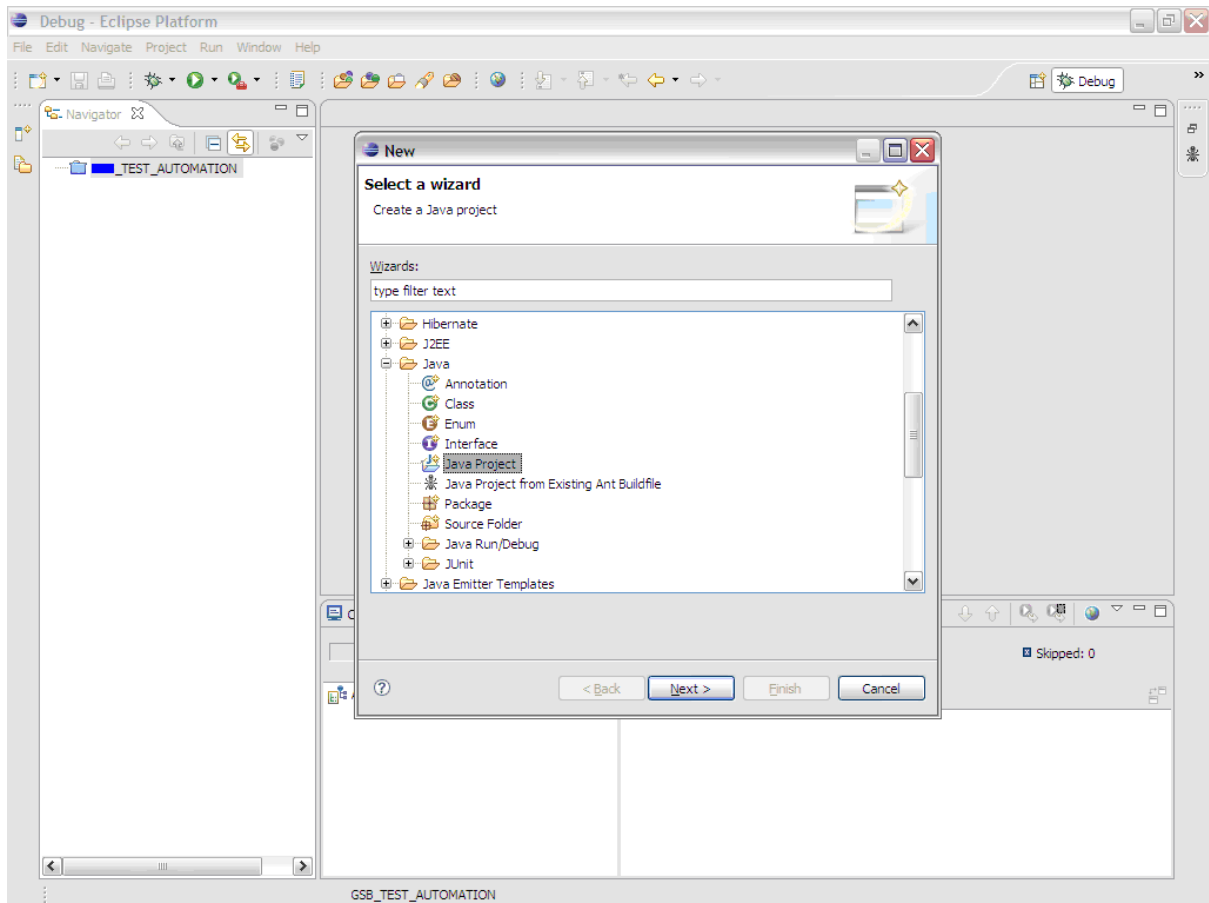 Debug - Eclipse Platform
File Edit Navigate Project Run Window Help
Debug
»
Navigator
_TEST_AUTOMATION
New
Select a wizard
Create a Java project
Wizards:
type filter text
Hibernate
J2EE
Java
Annotation
Class
Enum
Interface
Java Project
Java Project from Existing Ant Buildfile
Package
Source Folder
Java Run/Debug
JUnit
Java Emitter Templates
Skipped: 0
< Back Next > Finish Cancel
GSB_TEST_AUTOMATION